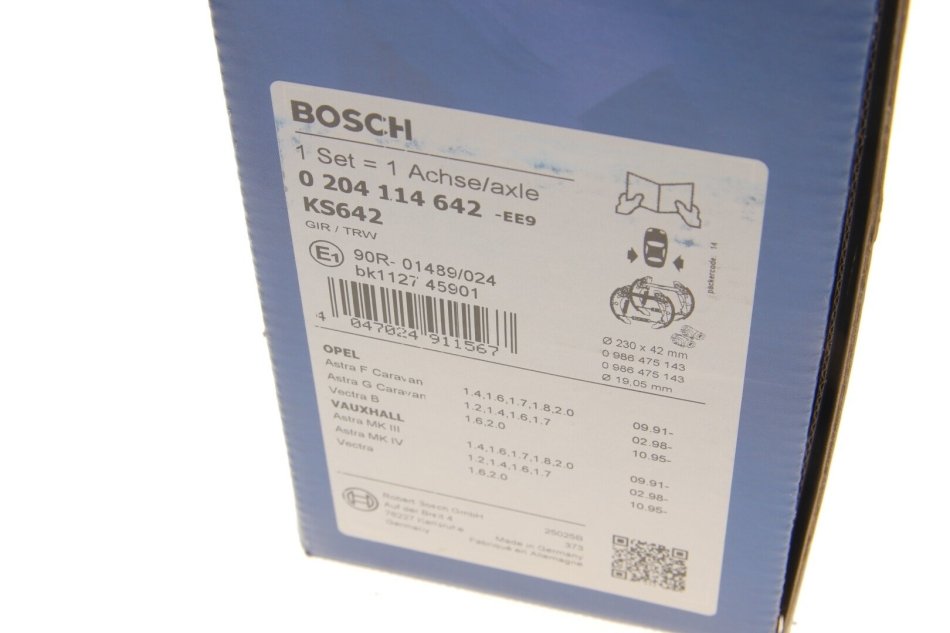 BOSCH
1 Set = 1 Achse/axle
0 204 114 642 -EE9
KS642
GIR / TRW
E1 90R- 01489/024
bk1127 45901
4 047024 911567
packercode: 14
Ø 230 x 42 mm
0 986 475 143
0 986 475 143
Ø 19,05 mm
OPEL
Astra F Caravan 1.4,1.6,1.7,1.8,2.0 09.91-
Astra G Caravan 1.2,1.4,1.6,1.7 02.98-
Vectra B 1.6,2.0 10.95-
VAUXHALL
Astra MK III 1.4,1.6,1.7,1.8,2.0 09.91-
Astra MK IV 1.2,1.4,1.6,1.7 02.98-
Vectra 1.6,2.0 10.95-
Robert Bosch GmbH
Auf der Breit 4
76227 Karlsruhe
Germany
25025B
373
Made in Germany
Fabriqué en Allemagne